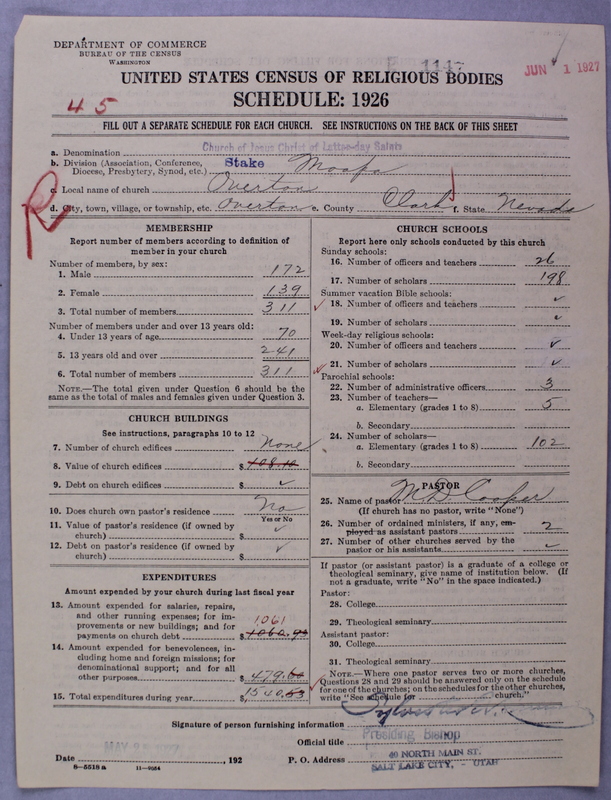 DEPARTMENT OF COMMERCE
BUREAU OF THE CENSUS
WASHINGTON
1147
JUN 1 1927
UNITED STATES CENSUS OF RELIGIOUS BODIES
SCHEDULE: 1926
45
FILL OUT A SEPARATE SCHEDULE FOR EACH CHURCH. SEE INSTRUCTIONS ON THE BACK OF THIS SHEET
a. Denomination Church of Jesus Christ of Latter-day Saints
b. Division (Association, Conference, Diocese, Presbytery, Synod, etc.) Stake Moapa
c. Local name of church Overton
d. City, town, village, or township, etc. Overton e. County Clark f. State Nevada
R
MEMBERSHIP
Report number of members according to definition of member in your church
Number of members, by sex:
1. Male 172
2. Female 139
3. Total number of members 311
Number of members under and over 13 years old:
4. Under 13 years of age 70
5. 13 years old and over 241
6. Total number of members 311
NOTE.—The total given under Question 6 should be the same as the total of males and females given under Question 3.
CHURCH BUILDINGS
See instructions, paragraphs 10 to 12
7. Number of church edifices None
8. Value of church edifices $ 108.10
9. Debt on church edifices $ ✓
10. Does church own pastor's residence? No
Yes or No
11. Value of pastor's residence (if owned by church) $ ✓
12. Debt on pastor's residence (if owned by church) $ ✓
EXPENDITURES
Amount expended by your church during last fiscal year
13. Amount expended for salaries, repairs, and other running expenses; for improvements or new buildings; and for payments on church debt $ 1061 1060.93
14. Amount expended for benevolences, including home and foreign missions; for denominational support; and for all other purposes $ 479.60
15. Total expenditures during year $ 1540.53
CHURCH SCHOOLS
Report here only schools conducted by this church
Sunday schools:
16. Number of officers and teachers 26
17. Number of scholars 198
Summer vacation Bible schools:
18. Number of officers and teachers ✓
19. Number of scholars ✓
Week-day religious schools:
20. Number of officers and teachers ✓
21. Number of scholars ✓
Parochial schools:
22. Number of administrative officers 3
23. Number of teachers—
a. Elementary (grades 1 to 8) 5
b. Secondary
24. Number of scholars—
a. Elementary (grades 1 to 8) 102
b. Secondary
PASTOR
25. Name of pastor M D Cooper
(If church has no pastor, write "None")
26. Number of ordained ministers, if any, employed as assistant pastors 2
27. Number of other churches served by the pastor or his assistants ✓
If pastor (or assistant pastor) is a graduate of a college or theological seminary, give name of institution below. (If not a graduate, write "No" in the space indicated.)
Pastor:
28. College
29. Theological seminary
Assistant pastor:
30. College
31. Theological seminary
NOTE.—Where one pastor serves two or more churches, Questions 28 and 29 should be answered only on the schedule for one of the churches; on the schedules for the other churches, write "See schedule for church."
Signature of person furnishing information
Official title Presiding Bishop
Date MAY 1927, 192
P. O. Address 40 NORTH MAIN ST.
SALT LAKE CITY, - UTAH
8—5518a 11—9054